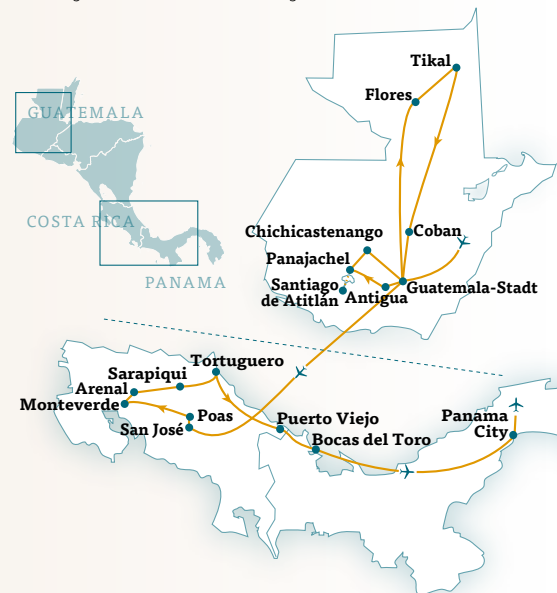 Tikal
Flores
GUATEMALA
COSTA RICA
PANAMA
Chichicastenango
Coban
Panajachel
Santiago
de Atitlán
Antigua
Guatemala-Stadt
Tortuguero
Sarapiqui
Arenal
Monteverde
Poas
San José
Puerto Viejo
Bocas del Toro
Panama
City